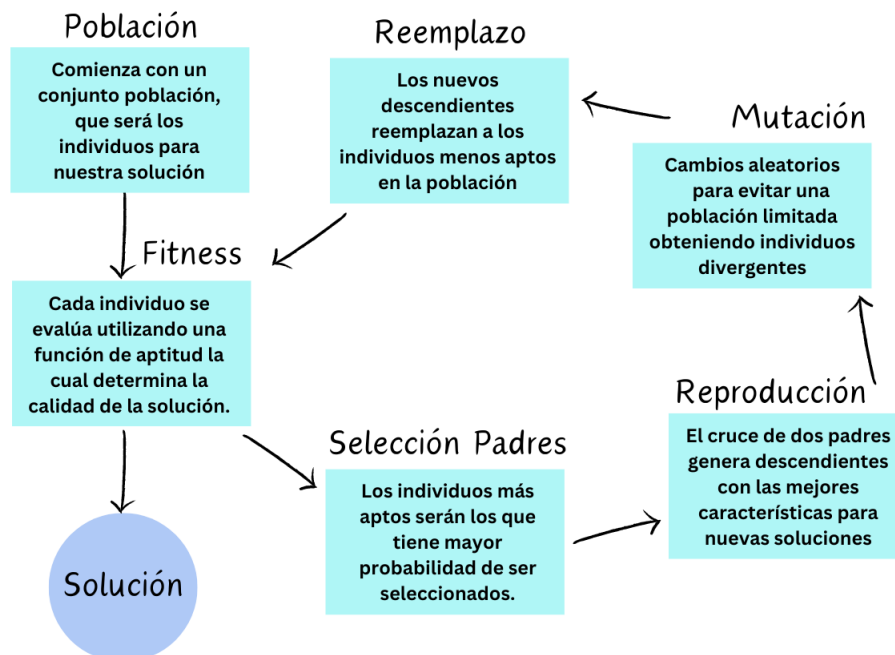 Población
Comienza con un
conjunto población,
que será los
individuos para
nuestra solución
Fitness
Cada individuo se
evalúa utilizando una
función de aptitud la
cual determina la
calidad de la solución.
Solución
Selección Padres
Los individuos más
aptos serán los que
tiene mayor
probabilidad de ser
seleccionados.
Reproducción
El cruce de dos padres
genera descendientes
con las mejores
características para
nuevas soluciones
Mutación
Cambios aleatorios
para evitar una
población limitada
obteniendo individuos
divergentes
Reemplazo
Los nuevos
descendientes
reemplazan a los
individuos menos aptos
en la población